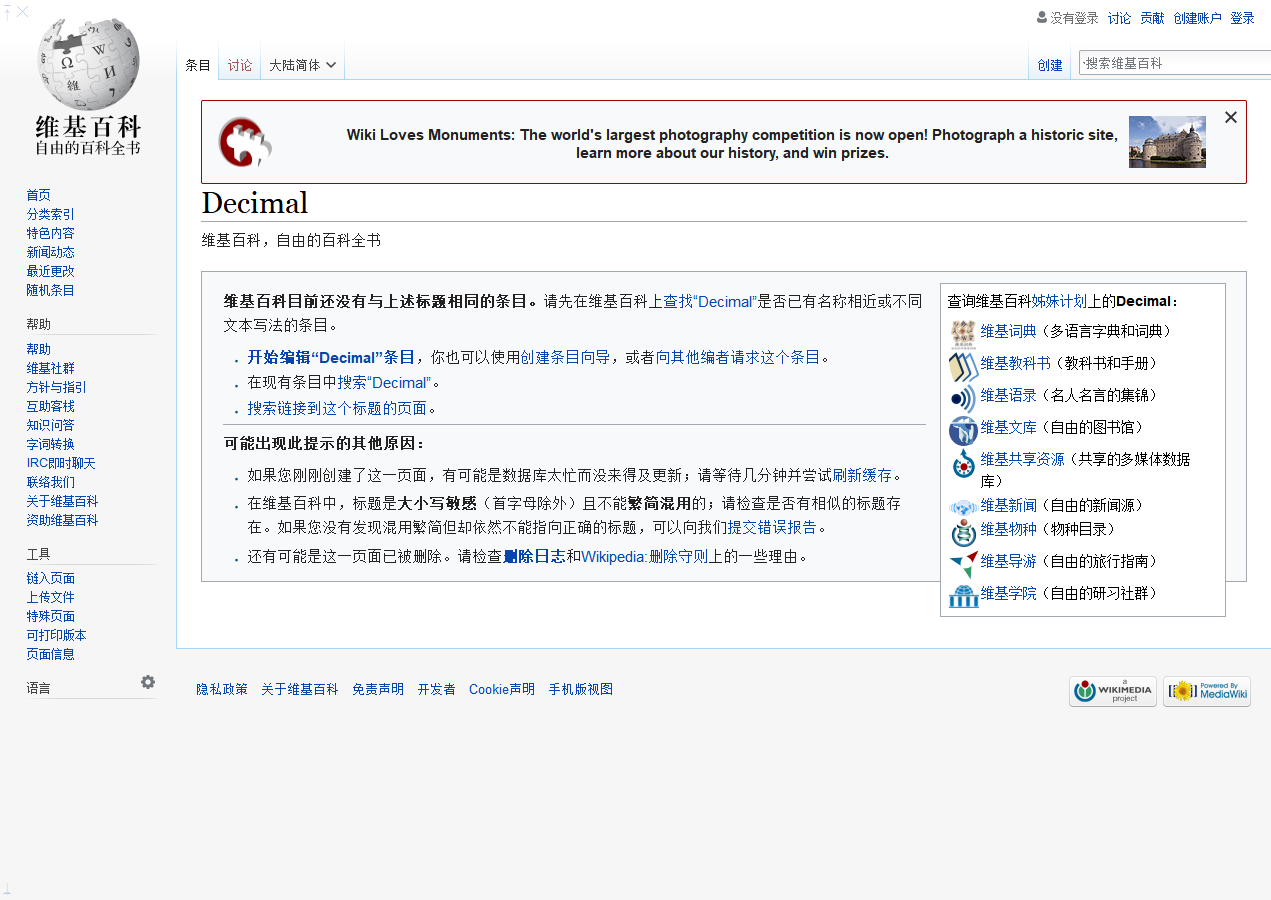 没有登录 讨论 贡献 创建账户 登录
条目 讨论 大陆简体 创建 搜索维基百科
维基百科
自由的百科全书
Wiki Loves Monuments: The world's largest photography competition is now open! Photograph a historic site,
learn more about our history, and win prizes.
Decimal
维基百科，自由的百科全书
维基百科目前还没有与上述标题相同的条目。请先在维基百科上查找“Decimal”是否已有名称相近或不同
文本写法的条目。
开始编辑“Decimal”条目，你也可以使用创建条目向导，或者向其他编者请求这个条目。
在现有条目中搜索“Decimal”。
搜索链接到这个标题的页面。
可能出现此提示的其他原因：
如果您刚刚创建了这一页面，有可能是数据库太忙而没来得及更新；请等待几分钟并尝试刷新缓存。
在维基百科中，标题是大小写敏感（首字母除外）且不能繁简混用的；请检查是否有相似的标题存
在。如果您没有发现混用繁简但却依然不能指向正确的标题，可以向我们提交错误报告。
还有可能是这一页面已被删除。请检查删除日志和Wikipedia:删除守则上的一些理由。
查询维基百科姊妹计划上的Decimal：
维基词典（多语言字典和词典）
维基教科书（教科书和手册）
维基语录（名人名言的集锦）
维基文库（自由的图书馆）
维基共享资源（共享的多媒体数据
库）
维基新闻（自由的新闻源）
维基物种（物种目录）
维基导游（自由的旅行指南）
维基学院（自由的研习社群）
首页
分类索引
特色内容
新闻动态
最近更改
随机条目
帮助
帮助
维基社群
方针与指引
互助客栈
知识问答
字词转换
IRC即时聊天
联络我们
关于维基百科
资助维基百科
工具
链入页面
上传文件
特殊页面
可打印版本
页面信息
语言
隐私政策 关于维基百科 免责声明 开发者 Cookie声明 手机版视图
a
WIKIMEDIA
project
Powered By
MediaWiki